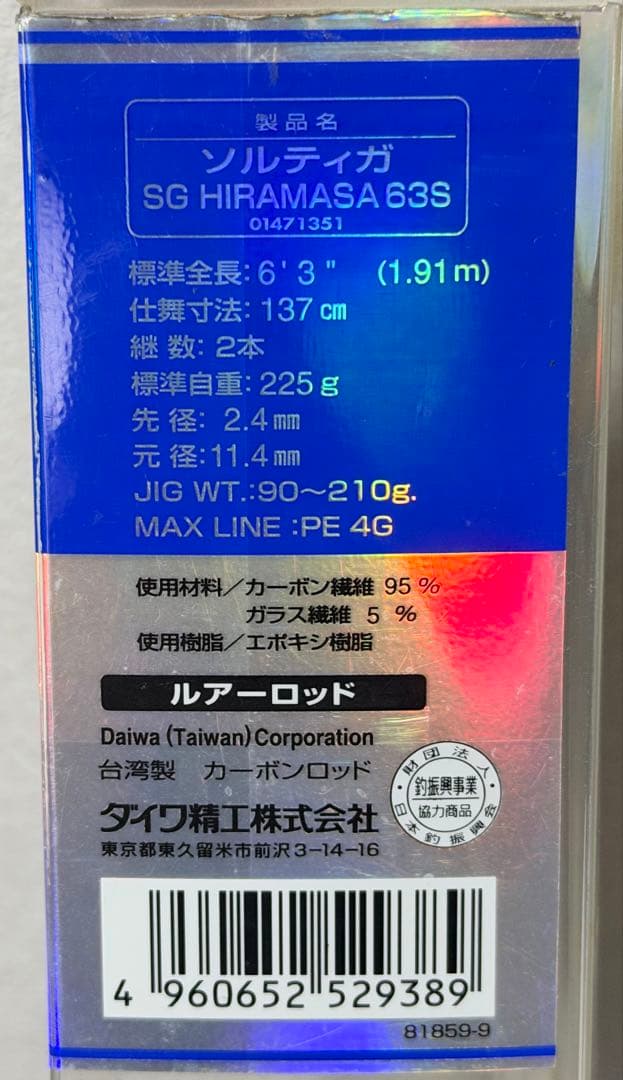 製品名
ソルティガ
SG HIRAMASA 63S
01471351
標準全長:6'3" (1.91m)
仕舞寸法:137cm
継数:2本
標準自重:225g
先径: 2.4mm
元径:11.4mm
JIG WT.:90〜210g.
MAX LINE :PE 4G
使用材料/カーボン繊維 95%
ガラス繊維 5%
使用樹脂/エポキシ樹脂
ルアーロッド
Daiwa (Taiwan) Corporation
台湾製 カーボンロッド
ダイワ精工株式会社
東京都東久留米市前沢3-14-16
財団法人・日本釣振興会・
釣振興事業
協力商品
4 960652 529389
81859-9